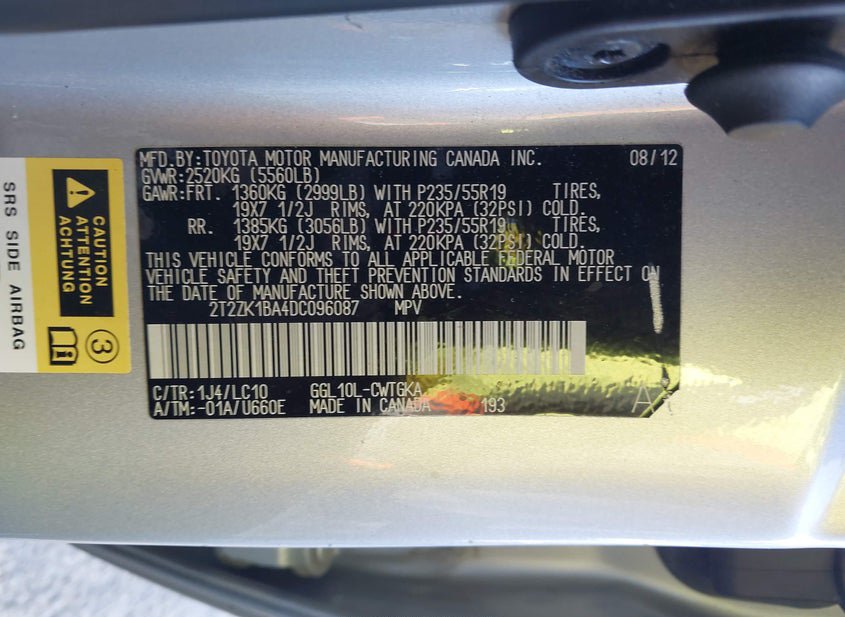 MFD.BY:TOYOTA MOTOR MANUFACTURING CANADA INC. 08/12
GVWR:2520KG (5560LB)
GAWR:FRT. 1360KG (2999LB) WITH P235/55R19 TIRES,
19X7 1/2J RIMS, AT 220KPA (32PSI) COLD.
RR. 1385KG (3056LB) WITH P235/55R19 TIRES,
19X7 1/2J RIMS, AT 220KPA (32PSI) COLD.
THIS VEHICLE CONFORMS TO ALL APPLICABLE FEDERAL MOTOR
VEHICLE SAFETY AND THEFT PREVENTION STANDARDS IN EFFECT ON
THE DATE OF MANUFACTURE SHOWN ABOVE.
2T2ZK1BA4DC096087 MPV
C/TR:1J4/LC10 GGL10L-CWTGKA
A/TM:-01A/U660E MADE IN CANADA 193 A
CAUTION
ATTENTION
ACHTUNG
3
SRS SIDE AIRBAG